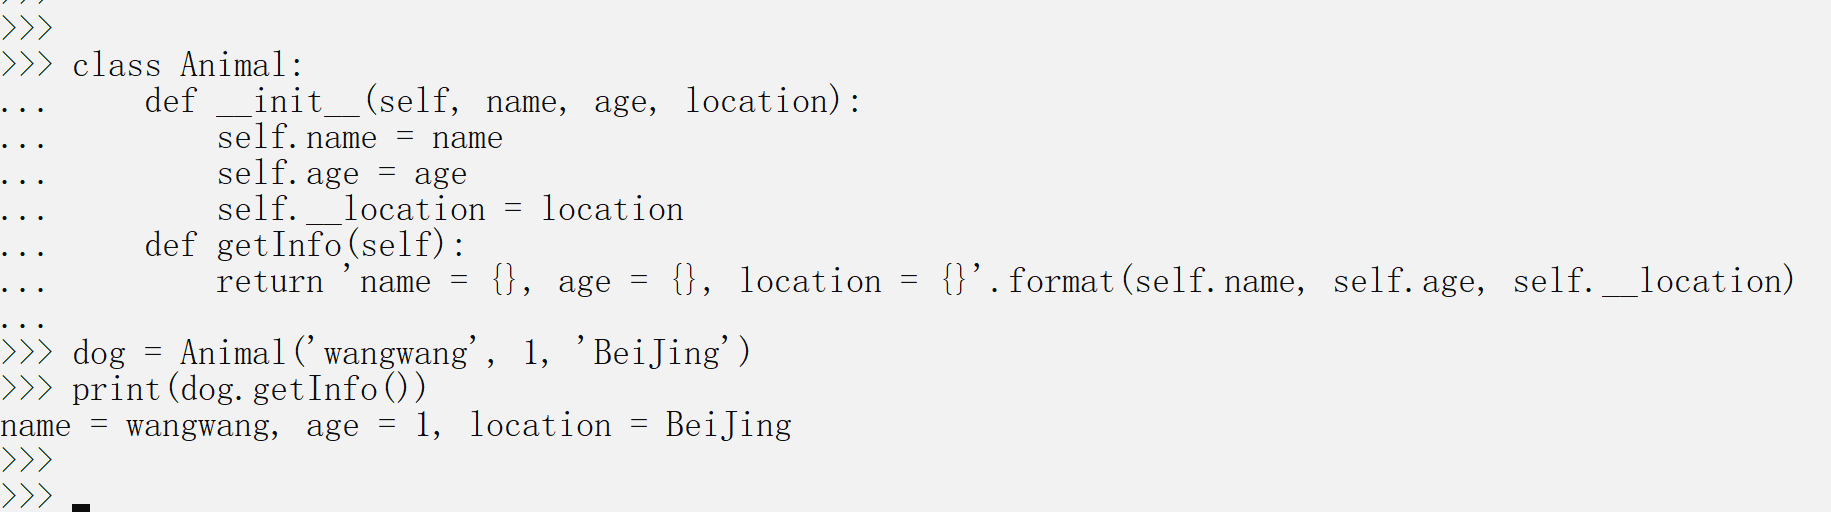 >>>
>>>
>>> class Animal:
...     def __init__(self, name, age, location):
...         self.name = name
...         self.age = age
...         self.__location = location
...     def getInfo(self):
...         return 'name = {}, age = {}, location = {}'.format(self.name, self.age, self.__location)
...
>>> dog = Animal('wangwang', 1, 'BeiJing')
>>> print(dog.getInfo())
name = wangwang, age = 1, location = BeiJing
>>>
>>>